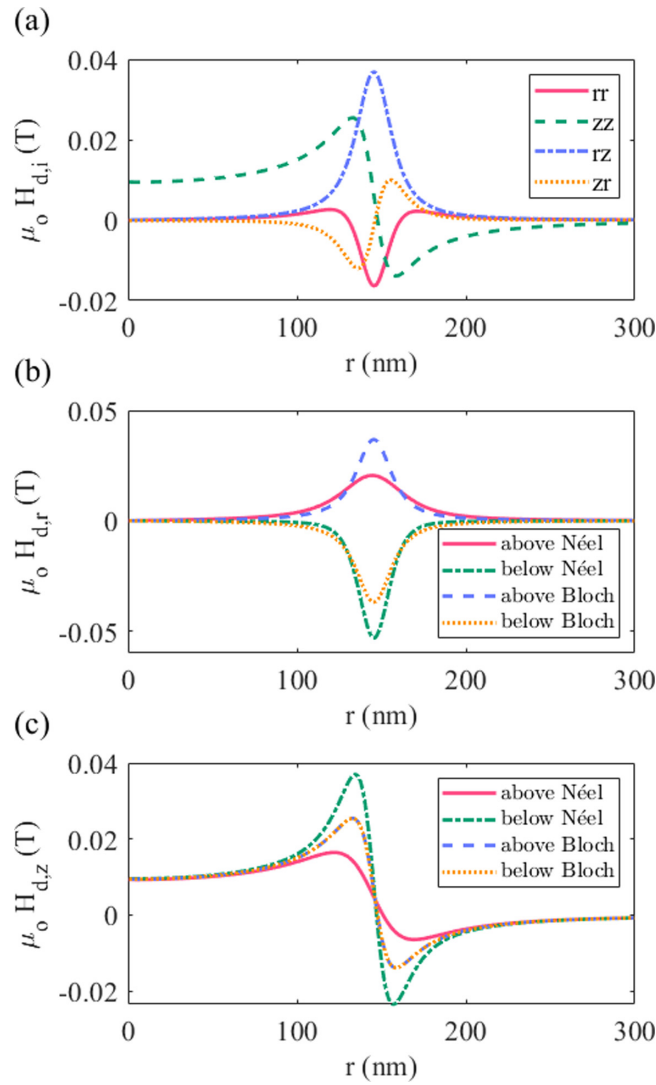 (a)
0.04
0.02
0
-0.02
μo Hd,i (T)
rr
zz
rz
zr
0
100
200
300
r (nm)
(b)
0.05
0
-0.05
μo Hd,r (T)
above Néel
below Néel
above Bloch
below Bloch
0
100
200
300
r (nm)
(c)
0.04
0.02
0
-0.02
μo Hd,z (T)
above Néel
below Néel
above Bloch
below Bloch
0
100
200
300
r (nm)